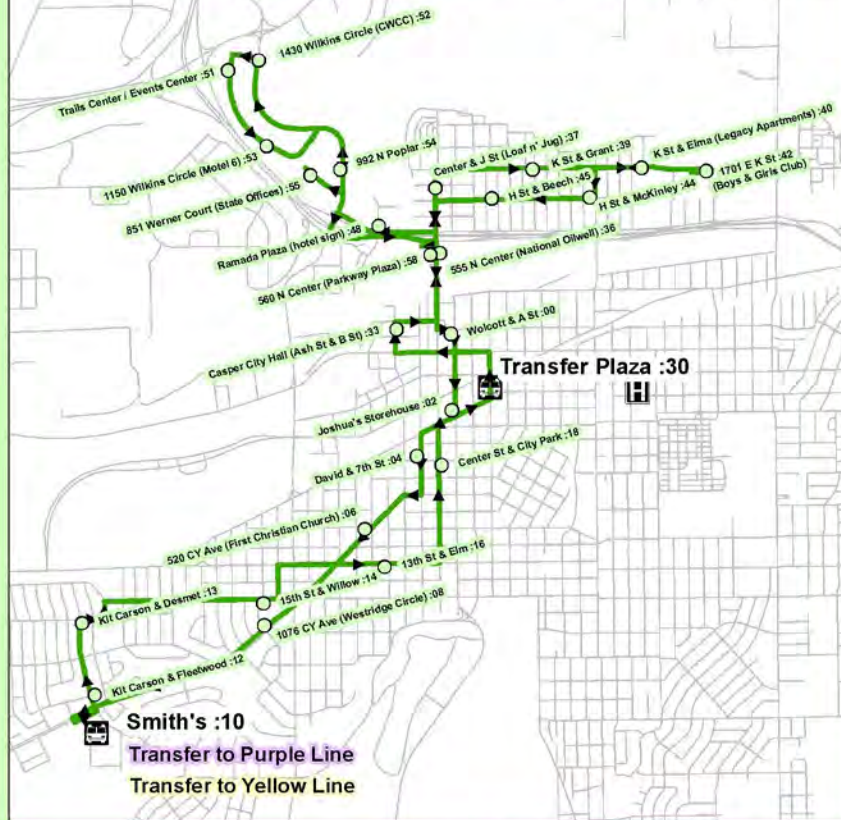 1430 Wilkins Circle (CWCC) :52
Trails Center / Events Center :51
1150 Wilkins Circle (Motel 6) :53
992 N Poplar :54
851 Werner Court (State Offices) :55
Center & J St (Loaf n' Jug) :37
K St & Grant :39
K St & Elma (Legacy Apartments) :40
1701 E K St :42
(Boys & Girls Club)
H St & Beech :45
H St & McKinley :44
Ramada Plaza (hotel sign) :48
555 N Center (National Oilwell) :36
560 N Center (Parkway Plaza) :58
Casper City Hall (Ash St & B St) :33
Wolcott & A St :00
Transfer Plaza :30
H
Joshua's Storehouse :02
David & 7th St :04
Center St & City Park :18
520 CY Ave (First Christian Church) :06
13th St & Elm :16
15th St & Willow :14
Kit Carson & Desmet :13
1076 CY Ave (Westridge Circle) :08
Kit Carson & Fleetwood :12
Smith's :10
Transfer to Purple Line
Transfer to Yellow Line